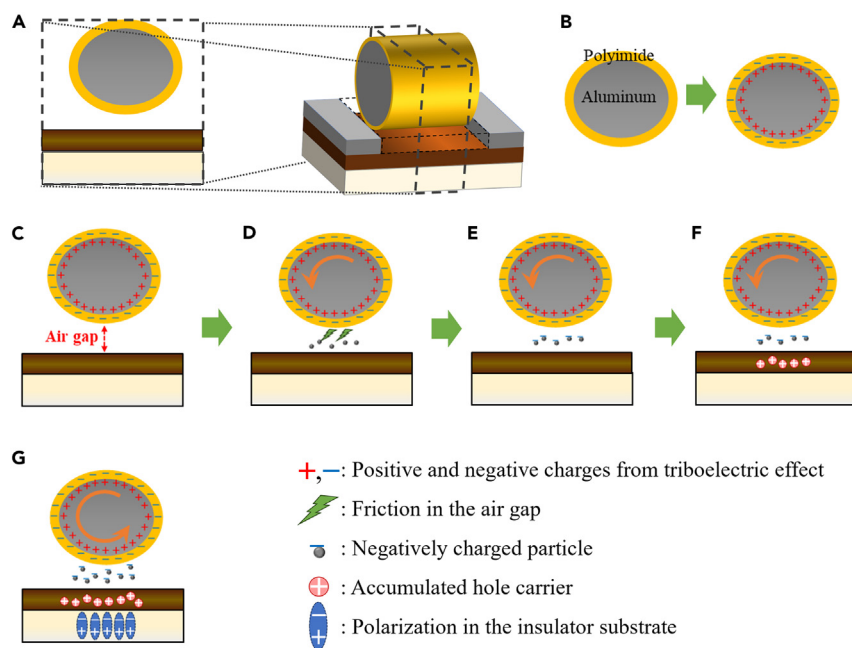 A
B
Polyimide
Aluminum
C
D
E
F
Air gap
G
+,−: Positive and negative charges from triboelectric effect
: Friction in the air gap
: Negatively charged particle
: Accumulated hole carrier
: Polarization in the insulator substrate